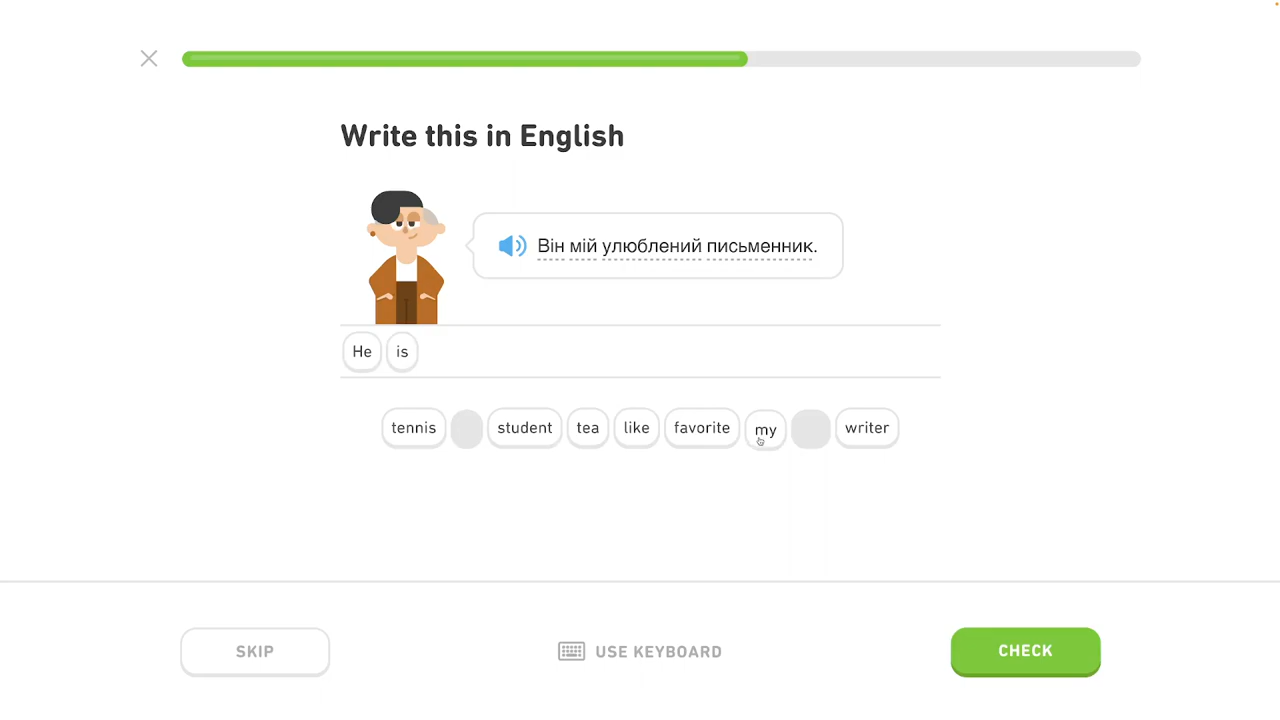 Write this in English
Він мій улюблений письменник.
He is
tennis student tea like favorite my writer
SKIP USE KEYBOARD CHECK